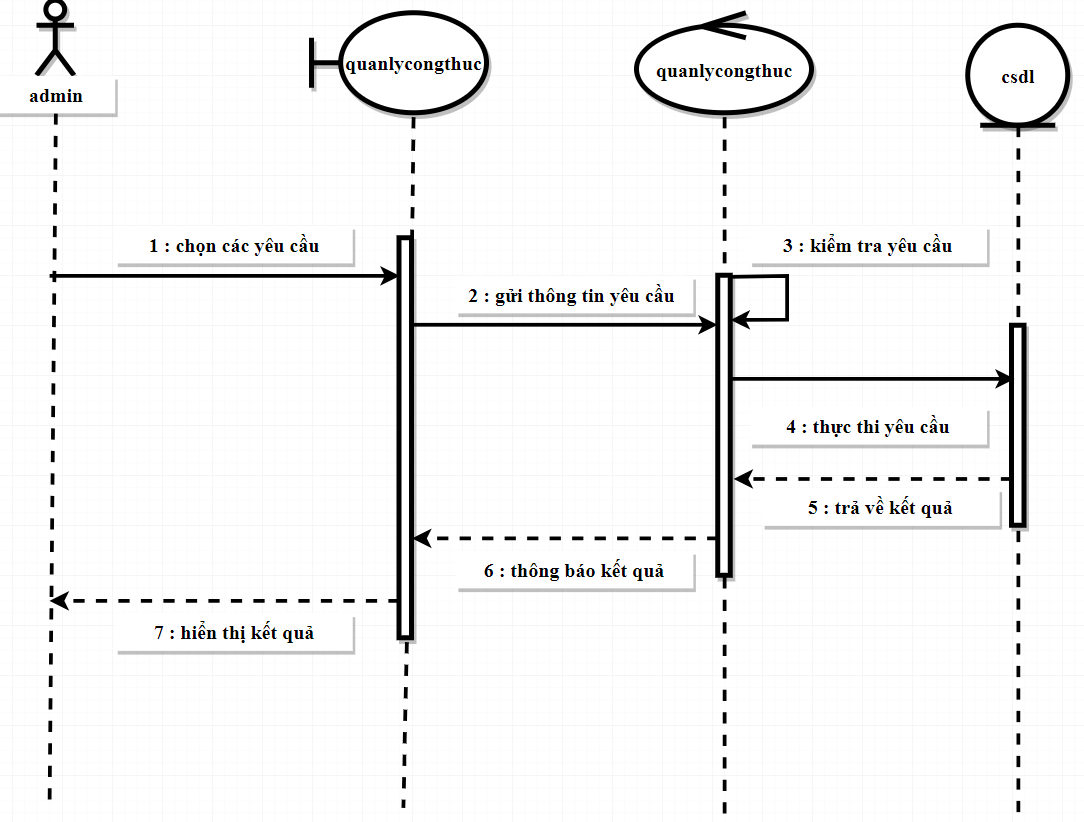 admin
quanlycongthuc
quanlycongthuc
csdl
1 : chọn các yêu cầu
3 : kiểm tra yêu cầu
2 : gửi thông tin yêu cầu
4 : thực thi yêu cầu
5 : trả về kết quả
6 : thông báo kết quả
7 : hiển thị kết quả